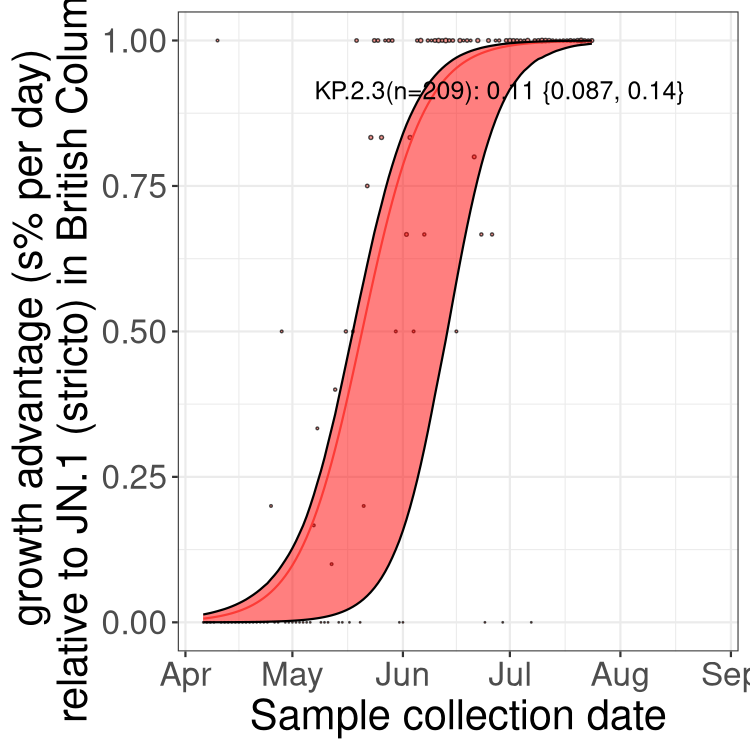 growth advantage (s% per day)
relative to JN.1 (stricto) in British Colum
1.00
0.75
0.50
0.25
0.00
KP.2.3(n=209): 0.11 {0.087, 0.14}
Apr May Jun Jul Aug Sep
Sample collection date